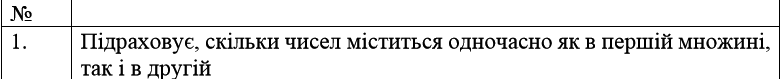 №
1. Підраховує, скільки чисел міститься одночасно як в першій множині,
так і в другій